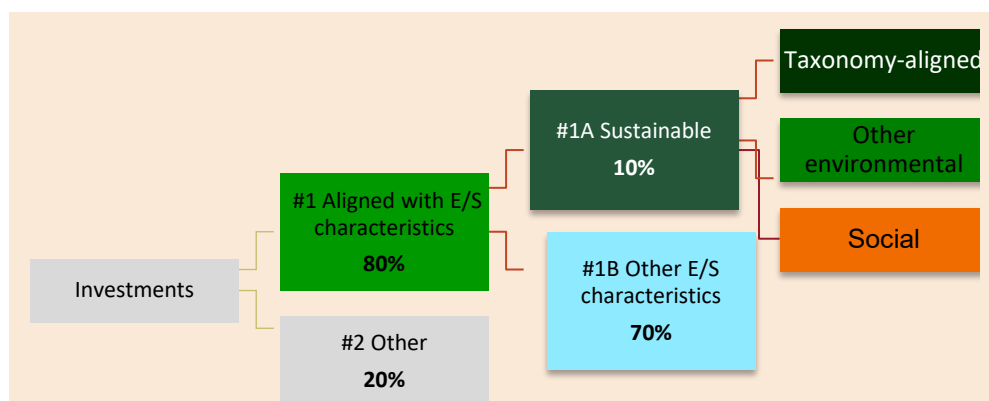 Investments
#1 Aligned with E/S
characteristics
80%
#2 Other
20%
#1A Sustainable
10%
#1B Other E/S
characteristics
70%
Taxonomy-aligned
Other
environmental
Social